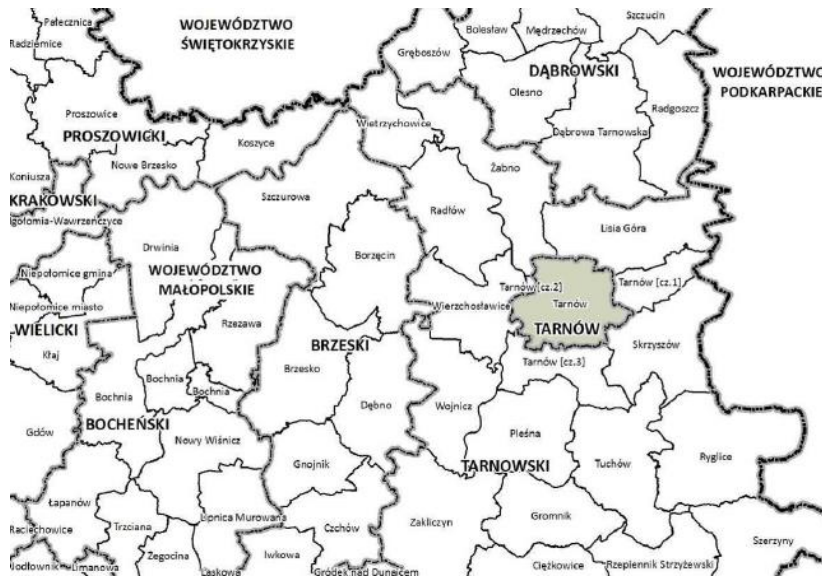 Pałecznica
WOJEWÓDZTWO
ŚWIĘTOKRZYSKIE
Szczucin
Bolesław
Mędrzechów
Radziemice
Gręboszów
DĄBROWSKI
WOJEWÓDZTWO
PODKARPACKIE
Olesno
Proszowice
Radgoszcz
PROSZOWICKI
Koszyce
Wietrzychowice
Dąbrowa Tarnowska
Nowe Brzesko
Żabno
Koniusza
KRAKOWSKI
Szczurowa
Radłów
Igołomia-Wawrzeńczyce
Lisia Góra
Drwinia
Borzęcin
Niepołomice gmina
WOJEWÓDZTWO
MAŁOPOLSKIE
Tarnów [cz.2]
Tarnów [cz.1]
Niepołomice miasto
Wierzchosławice
Tarnów
Rzezawa
WIELICKI
TARNÓW
BRZESKI
Skrzyszów
Kłaj
Brzesko
Tarnów [cz.3]
Bochnia
Bochnia
Bochnia
Dębno
Wojnicz
BOCHEŃSKI
Gdów
Nowy Wiśnicz
Pleśna
Gnojnik
TARNOWSKI
Tuchów
Ryglice
Łapanów
Lipnica Murowana
Gromnik
Raciechowice
Trzciana
Czchów
Zakliczyn
Szerzyny
Żegocina
Iwkowa
Jodłownik
Limanowa
Laskowa
Gródek nad Dunajcem
Ciężkowice
Rzepiennik Strzyżewski